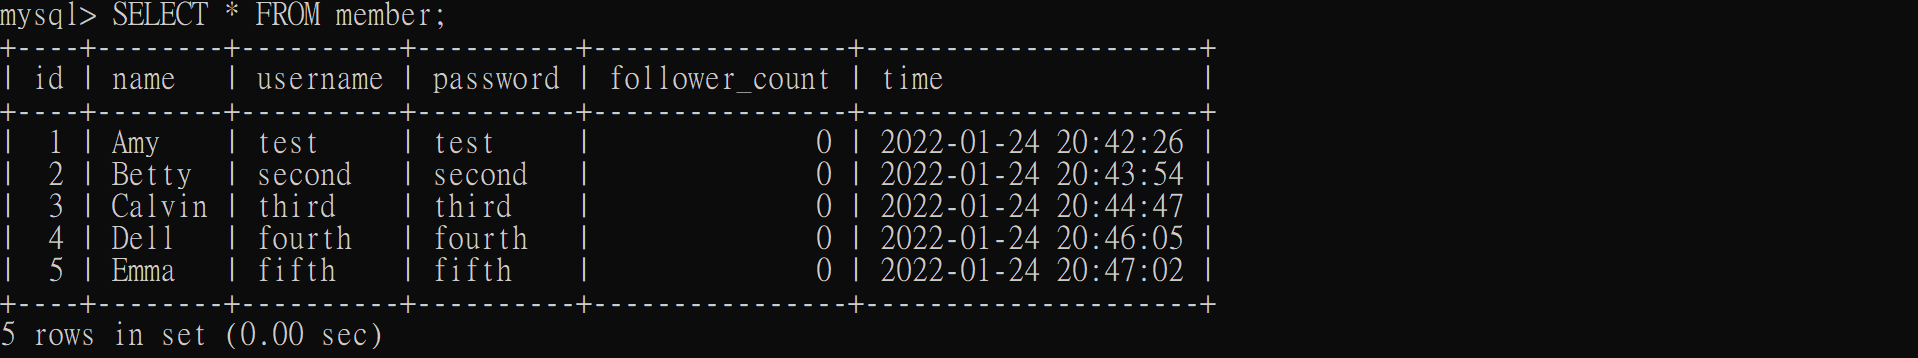 mysql> SELECT * FROM member;
+----+--------+----------+----------+----------------+---------------------+
| id | name   | username | password | follower_count | time                |
+----+--------+----------+----------+----------------+---------------------+
|  1 | Amy    | test     | test     |              0 | 2022-01-24 20:42:26 |
|  2 | Betty  | second   | second   |              0 | 2022-01-24 20:43:54 |
|  3 | Calvin | third    | third    |              0 | 2022-01-24 20:44:47 |
|  4 | Dell   | fourth   | fourth   |              0 | 2022-01-24 20:46:05 |
|  5 | Emma   | fifth    | fifth    |              0 | 2022-01-24 20:47:02 |
+----+--------+----------+----------+----------------+---------------------+
5 rows in set (0.00 sec)